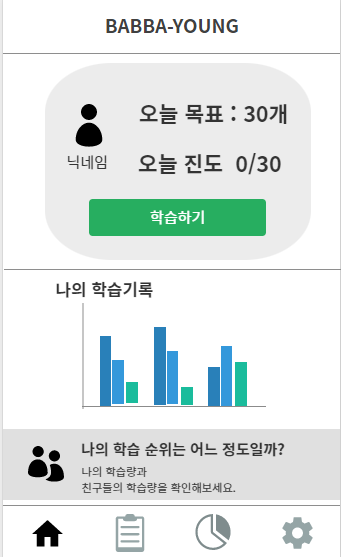 BABBA-YOUNG
오늘 목표 : 30개
닉네임
오늘 진도 0/30
학습하기
나의 학습기록
나의 학습 순위는 어느 정도일까?
나의 학습량과
친구들의 학습량을 확인해보세요.